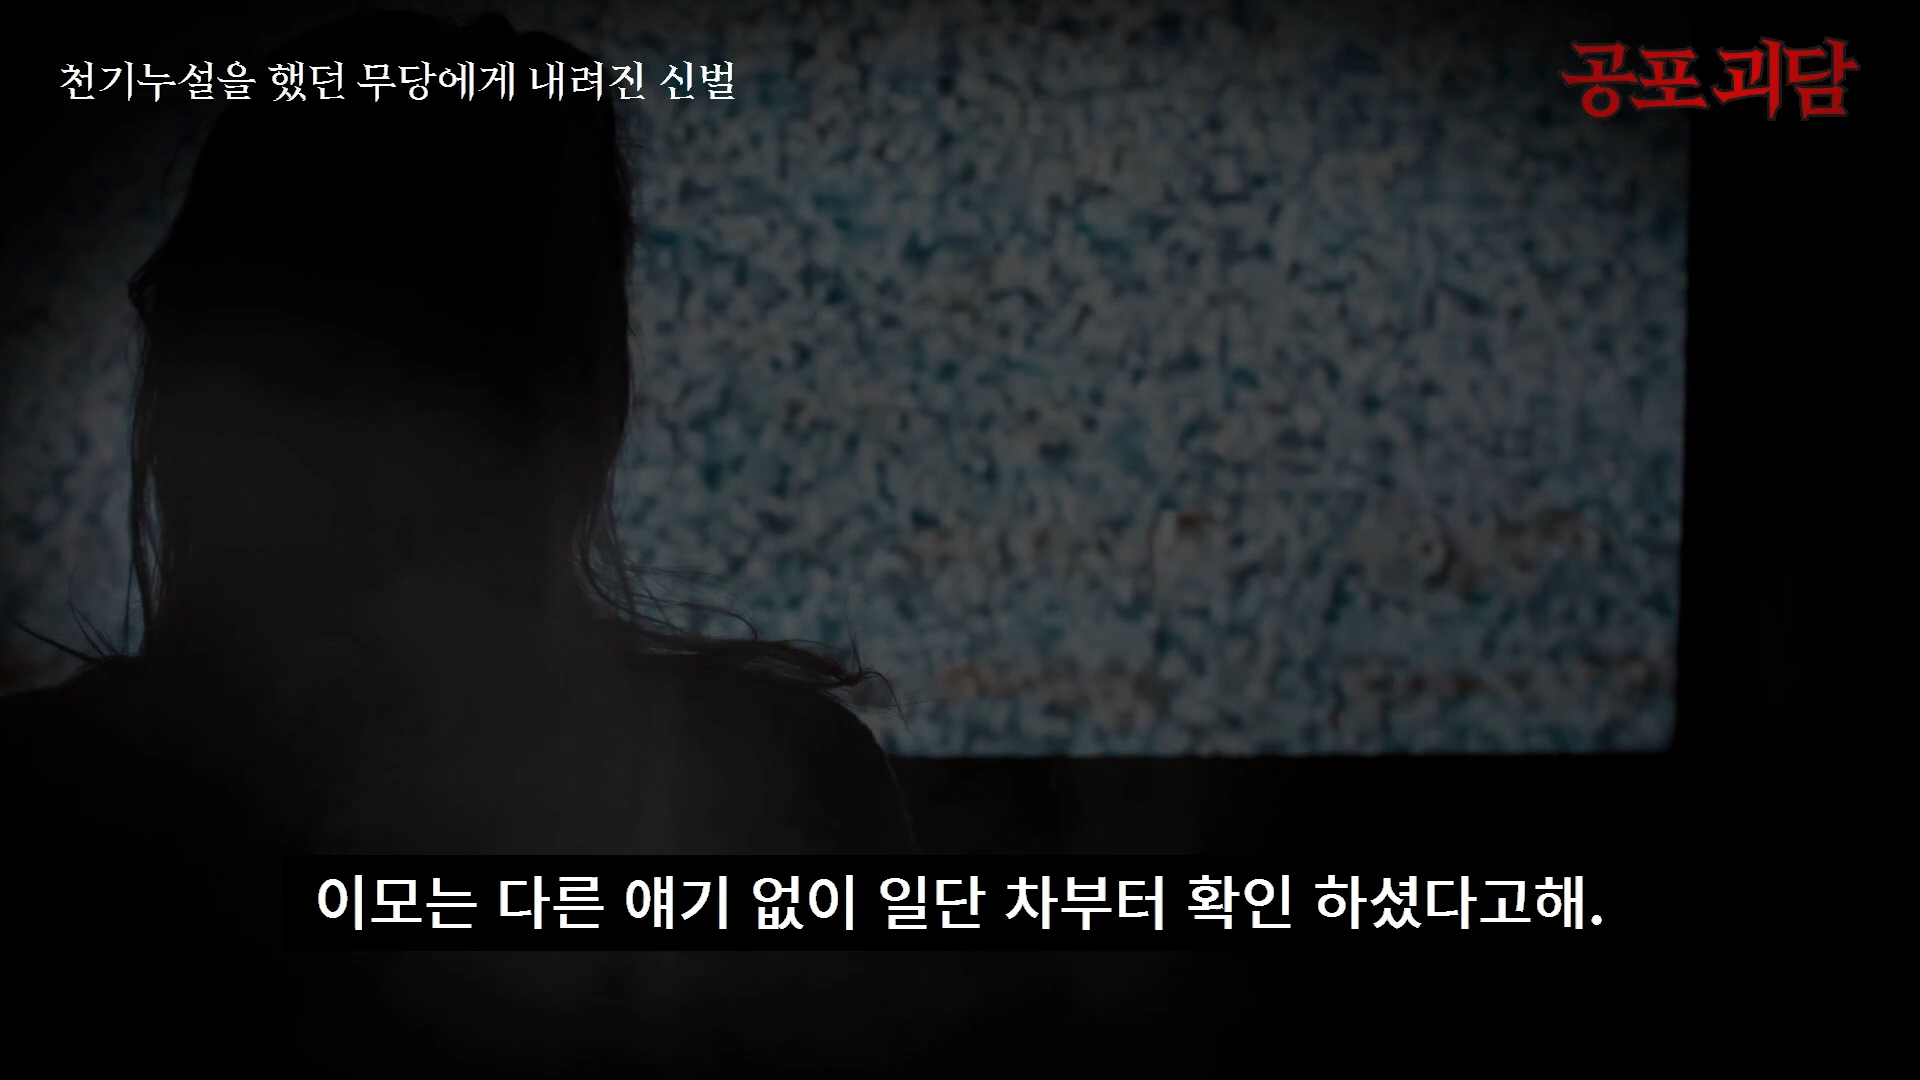 천기누설을 했던 무당에게 내려진 신벌
공포 괴담
이모는 다른 얘기 없이 일단 차부터 확인 하셨다고해.